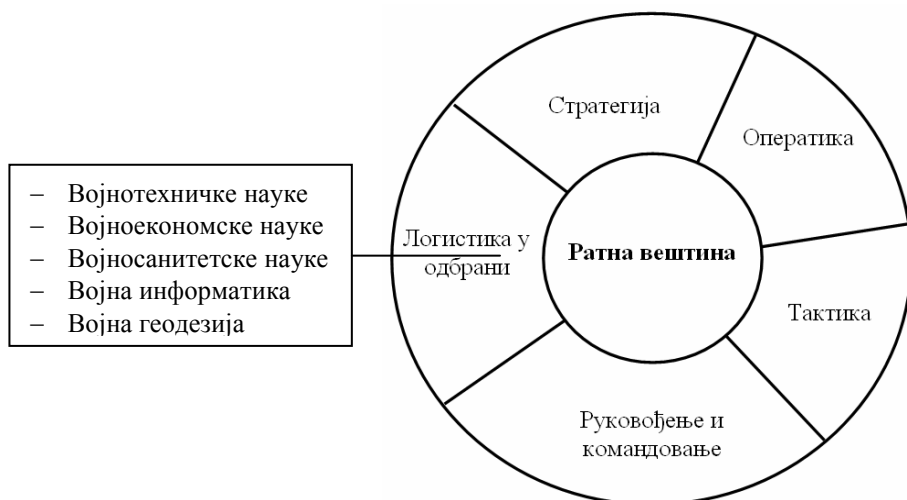 – Војнотехничке науке
– Војноекономске науке
– Војносанитетске науке
– Војна информатика
– Војна геодезија
Стратегија
Оператика
Логистика у
одбрани
Ратна вештина
Тактика
Руковођење и
командовање